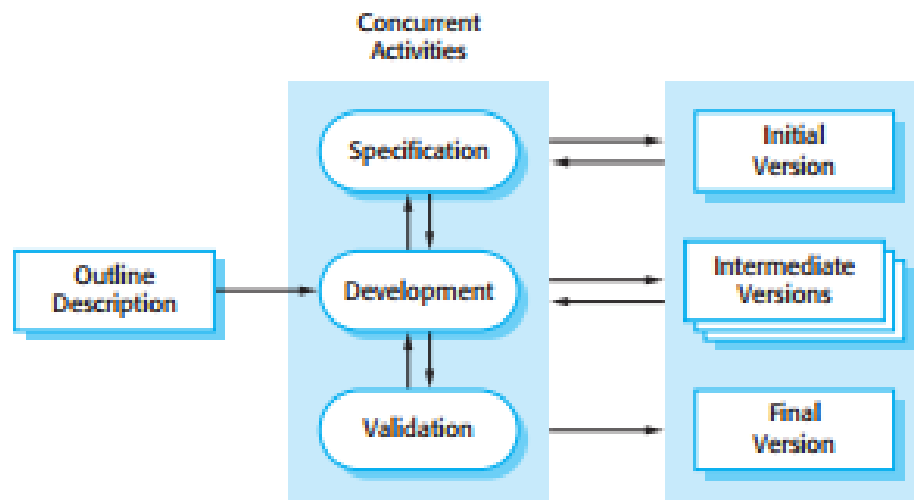 Concurrent
Activities
Specification
Initial
Version
Outline
Description
Development
Intermediate
Versions
Validation
Final
Version